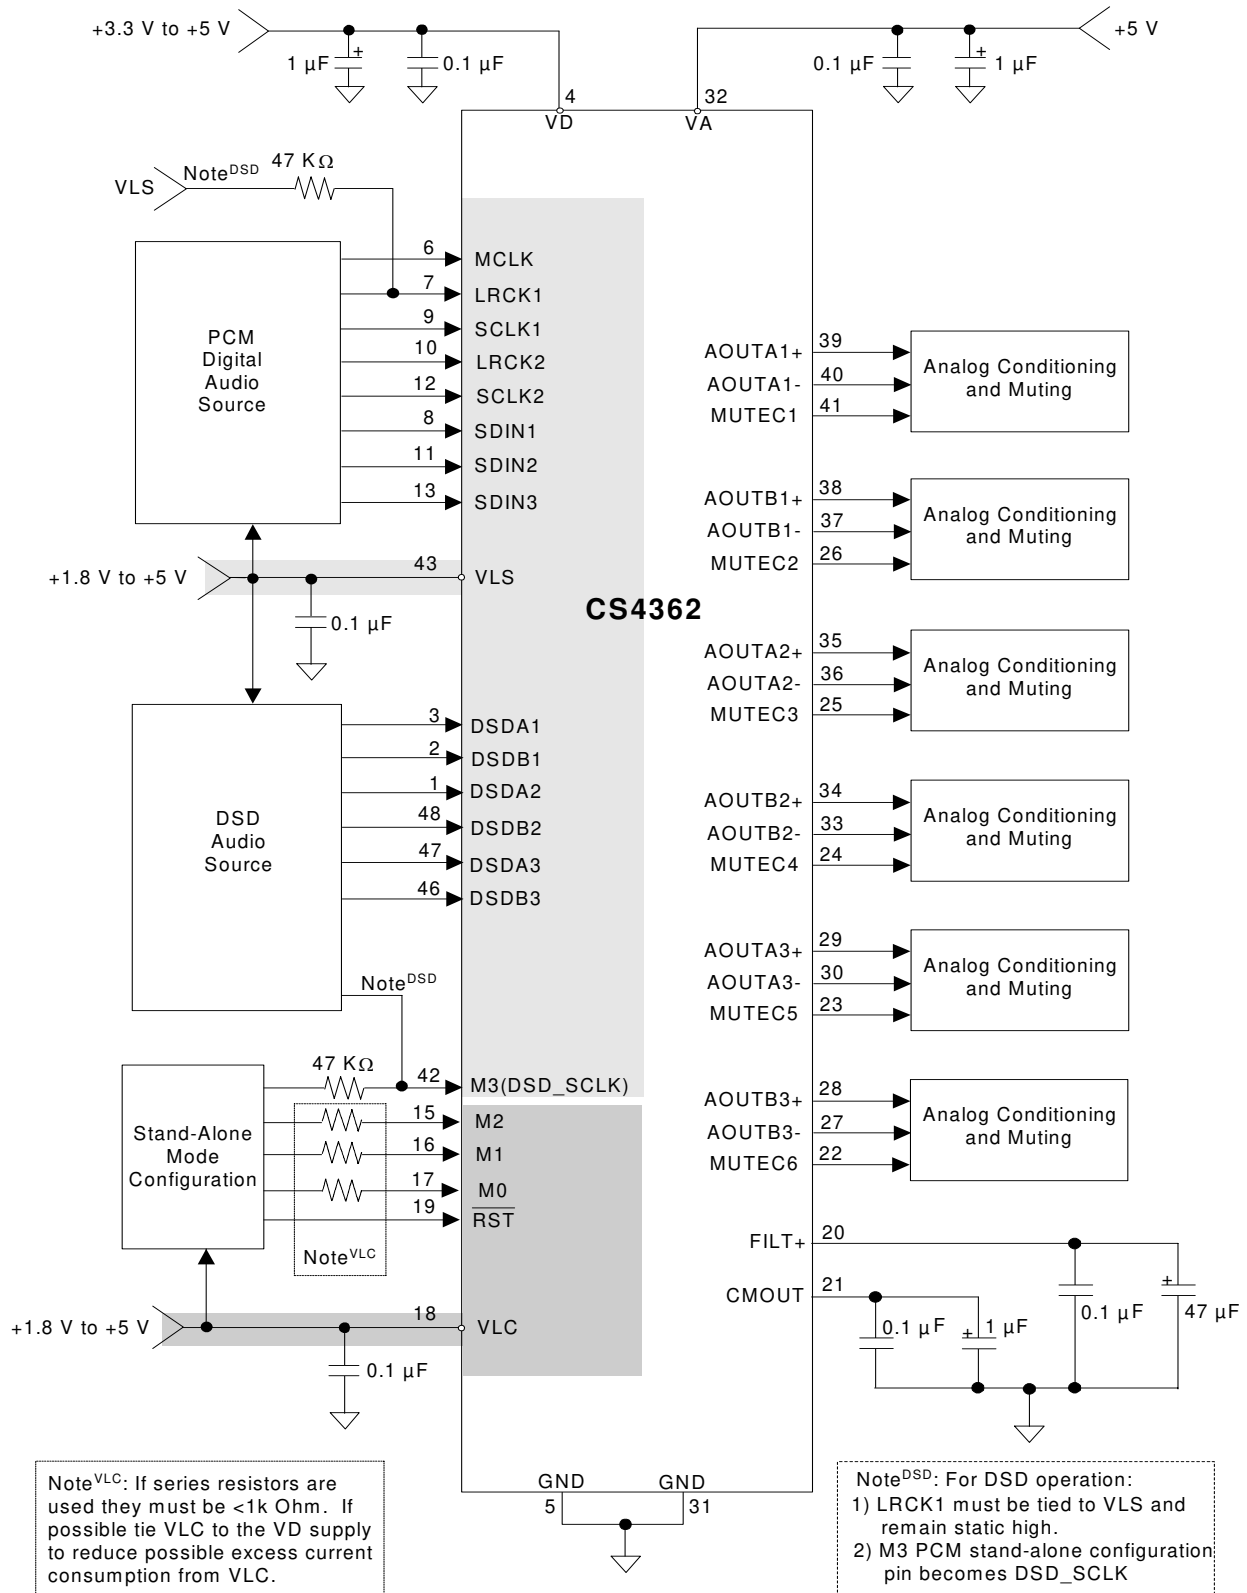 +3.3 V to +5 V
1 µF
+
0.1 µF
0.1 µF
+
1 µF
+5 V
4
32
VD
VA
VLS
Note^DSD
47 KΩ
PCM
Digital
Audio
Source
6
MCLK
7
LRCK1
9
SCLK1
10
LRCK2
12
SCLK2
8
SDIN1
11
SDIN2
13
SDIN3
+1.8 V to +5 V
43
VLS
0.1 µF
CS4362
DSD
Audio
Source
3
DSDA1
2
DSDB1
1
DSDA2
48
DSDB2
47
DSDA3
46
DSDB3
Note^DSD
Stand-Alone
Mode
Configuration
47 KΩ
42
M3(DSD_SCLK)
15
M2
16
M1
17
M0
19
RST
Note^VLC
+1.8 V to +5 V
18
VLC
0.1 µF
AOUTA1+
39
AOUTA1-
40
MUTEC1
41
Analog Conditioning
and Muting
AOUTB1+
38
AOUTB1-
37
MUTEC2
26
Analog Conditioning
and Muting
AOUTA2+
35
AOUTA2-
36
MUTEC3
25
Analog Conditioning
and Muting
AOUTB2+
34
AOUTB2-
33
MUTEC4
24
Analog Conditioning
and Muting
AOUTA3+
29
AOUTA3-
30
MUTEC5
23
Analog Conditioning
and Muting
AOUTB3+
28
AOUTB3-
27
MUTEC6
22
Analog Conditioning
and Muting
FILT+
20
CMOUT
21
0.1 µF
+
1 µF
0.1 µF
+
47 µF
GND
GND
5
31
Note^VLC: If series resistors are
used they must be <1k Ohm. If
possible tie VLC to the VD supply
to reduce possible excess current
consumption from VLC.
Note^DSD: For DSD operation:
1) LRCK1 must be tied to VLS and
remain static high.
2) M3 PCM stand-alone configuration
pin becomes DSD_SCLK